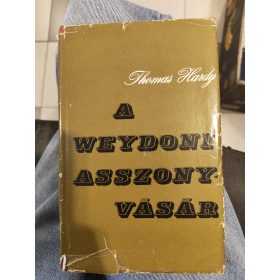 Thomas Hardy
A
WEYDONI
ASSZONY-
VÁSÁR